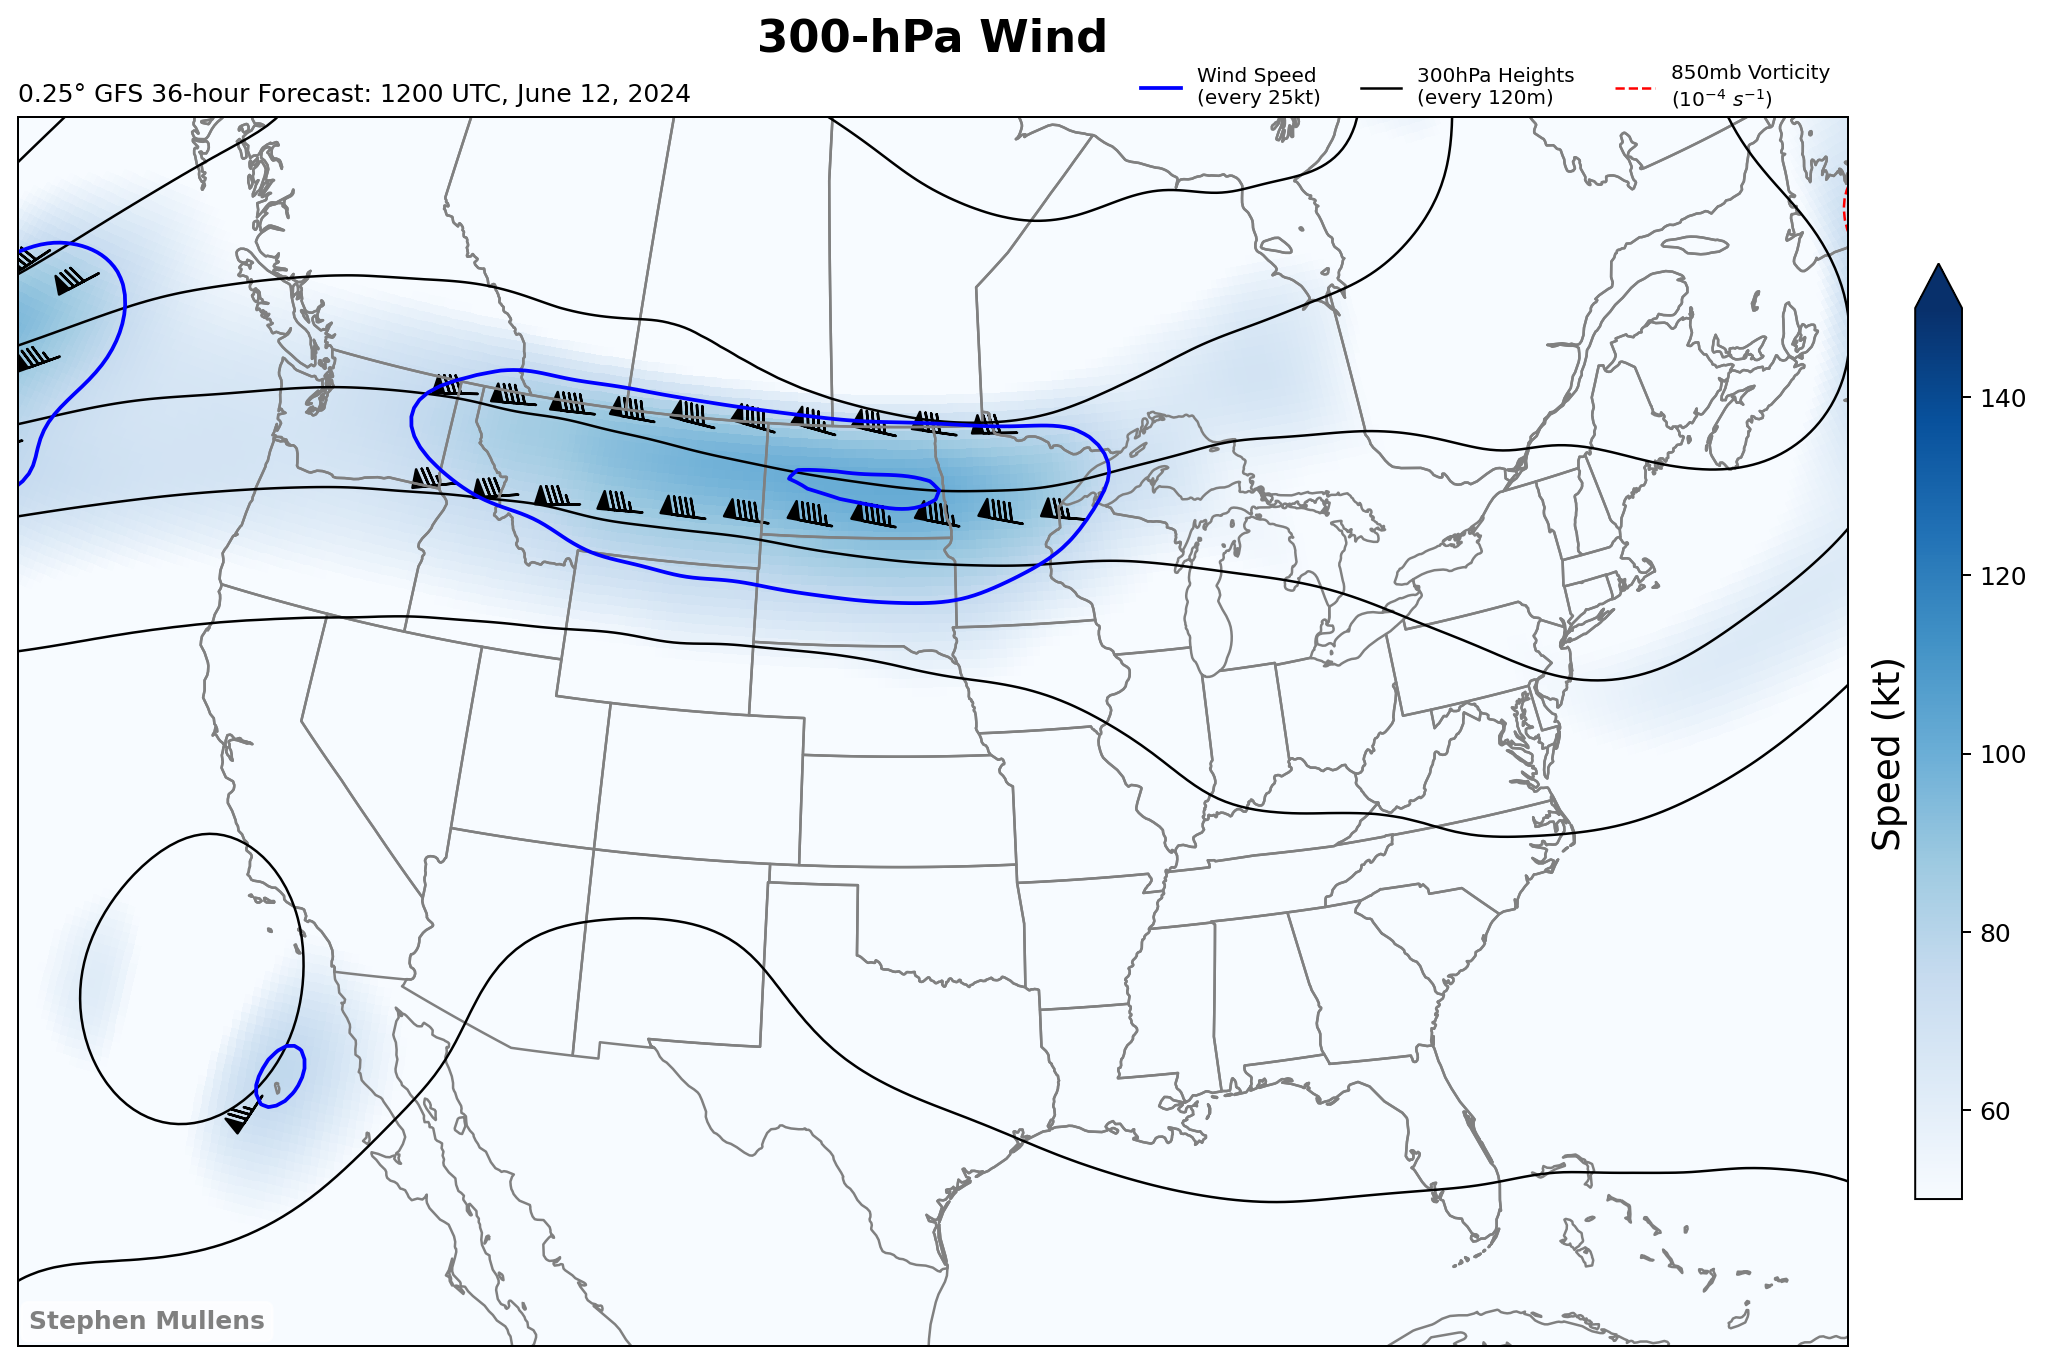 300-hPa Wind
0.25° GFS 36-hour Forecast: 1200 UTC, June 12, 2024
Wind Speed
(every 25kt)
300hPa Heights
(every 120m)
850mb Vorticity
(10⁻⁴ s⁻¹)
140
120
100
80
60
Speed (kt)
Stephen Mullens